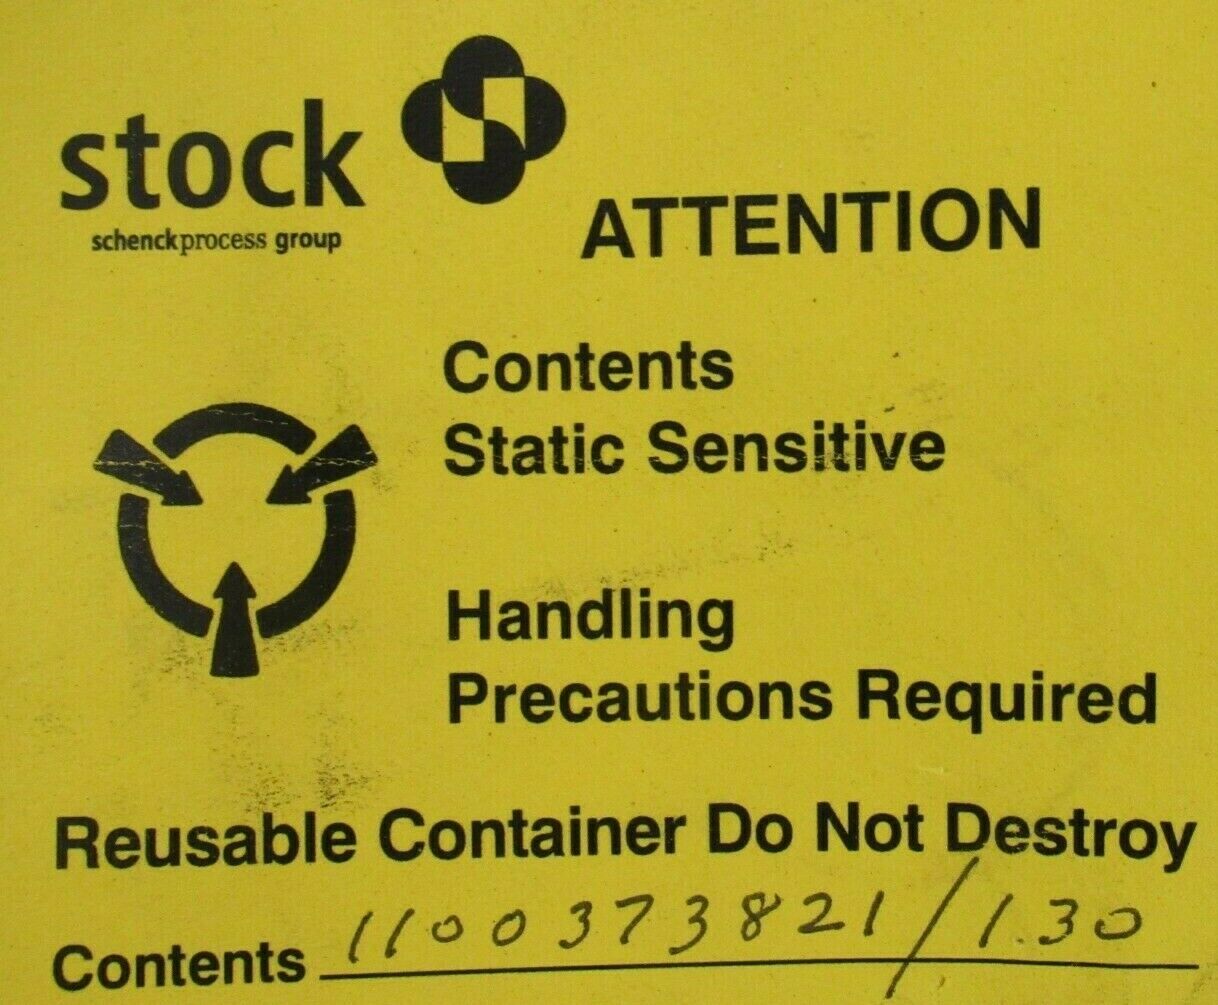 stock
schenckprocess group
ATTENTION
Contents
Static Sensitive
Handling
Precautions Required
Reusable Container Do Not Destroy
Contents 1100373821/1.30